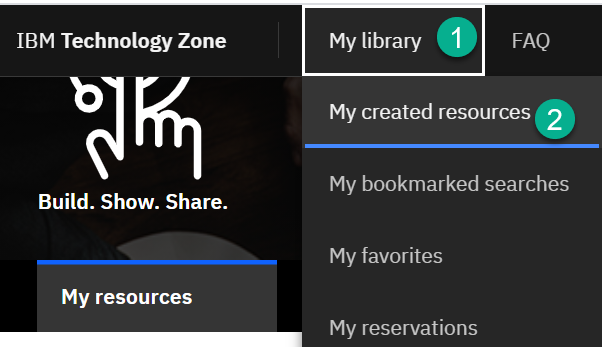 IBM Technology Zone
My library 1
FAQ
My created resources 2
My bookmarked searches
My favorites
My reservations
Build. Show. Share.
My resources